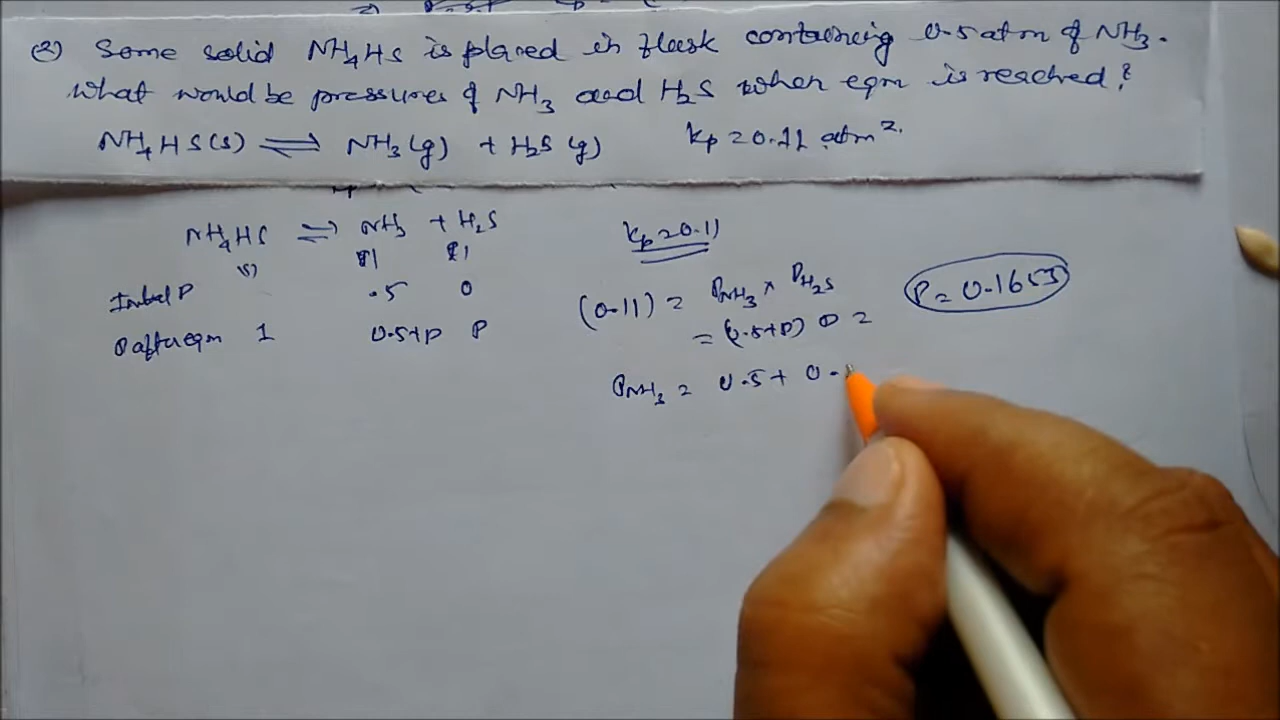 (2) Some solid NH4HS is placed in flask containing 0.5 atm of NH3.
What would be pressures of NH3 and H2S when eqm is reached?
NH4HS(s) ⇌ NH3(g) + H2S(g) Kp = 0.11 atm2.
NH4HS ⇌ NH3 + H2S
(s) (g) (g)
Kp = 0.11
Initial P .5 0
P after eqm 1 0.5+P P
(0.11) = PNH3 × PH2S
= (0.5+P) P =
P = 0.1653
PNH3 = 0.5 + 0.